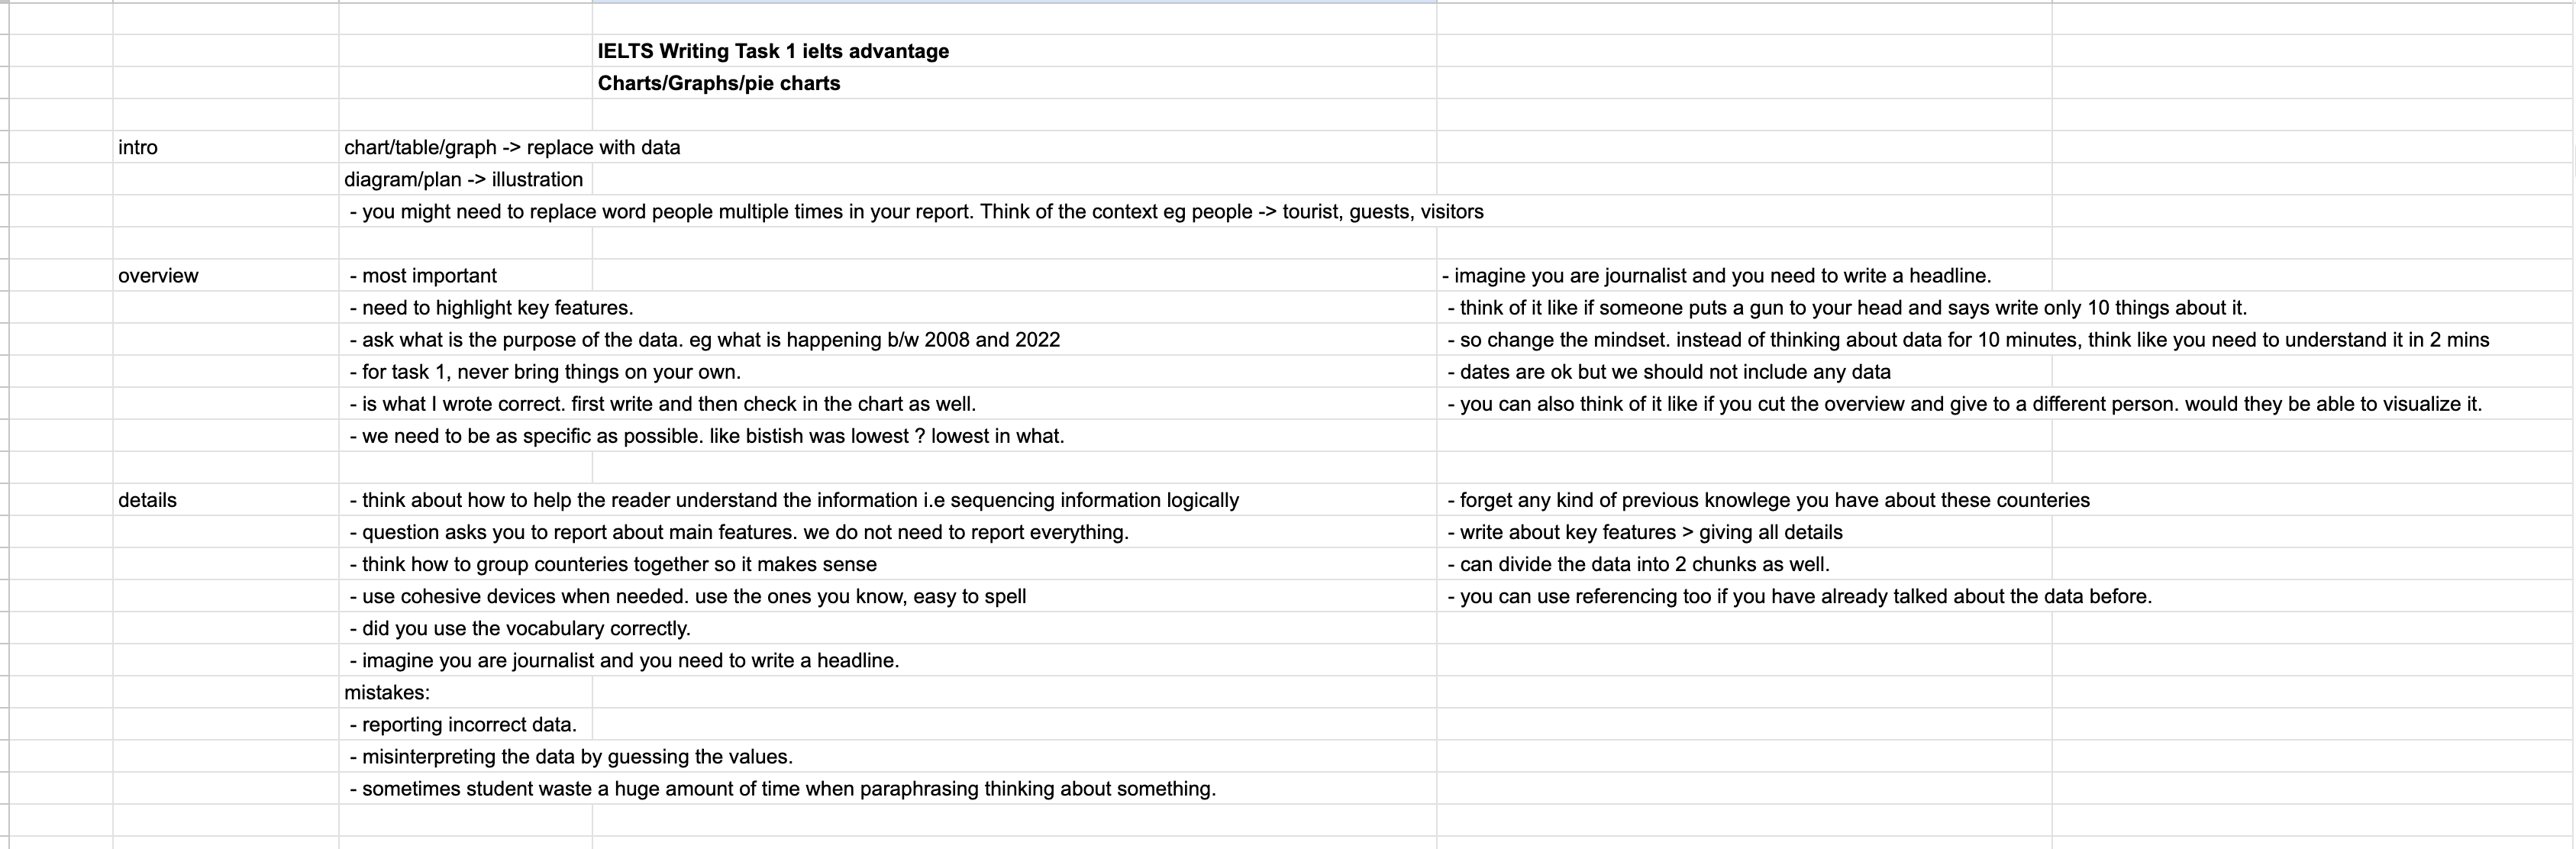 IELTS Writing Task 1 ielts advantage
Charts/Graphs/pie charts
intro chart/table/graph -> replace with data
diagram/plan -> illustration
- you might need to replace word people multiple times in your report. Think of the context eg people -> tourist, guests, visitors
overview - most important - imagine you are journalist and you need to write a headline.
- need to highlight key features. - think of it like if someone puts a gun to your head and says write only 10 things about it.
- ask what is the purpose of the data. eg what is happening b/w 2008 and 2022 - so change the mindset. instead of thinking about data for 10 minutes, think like you need to understand it in 2 mins
- for task 1, never bring things on your own. - dates are ok but we should not include any data
- is what I wrote correct. first write and then check in the chart as well. - you can also think of it like if you cut the overview and give to a different person. would they be able to visualize it.
- we need to be as specific as possible. like bistish was lowest ? lowest in what.
details - think about how to help the reader understand the information i.e sequencing information logically - forget any kind of previous knowlege you have about these counteries
- question asks you to report about main features. we do not need to report everything. - write about key features > giving all details
- think how to group counteries together so it makes sense - can divide the data into 2 chunks as well.
- use cohesive devices when needed. use the ones you know, easy to spell - you can use referencing too if you have already talked about the data before.
- did you use the vocabulary correctly.
- imagine you are journalist and you need to write a headline.
mistakes:
- reporting incorrect data.
- misinterpreting the data by guessing the values.
- sometimes student waste a huge amount of time when paraphrasing thinking about something.